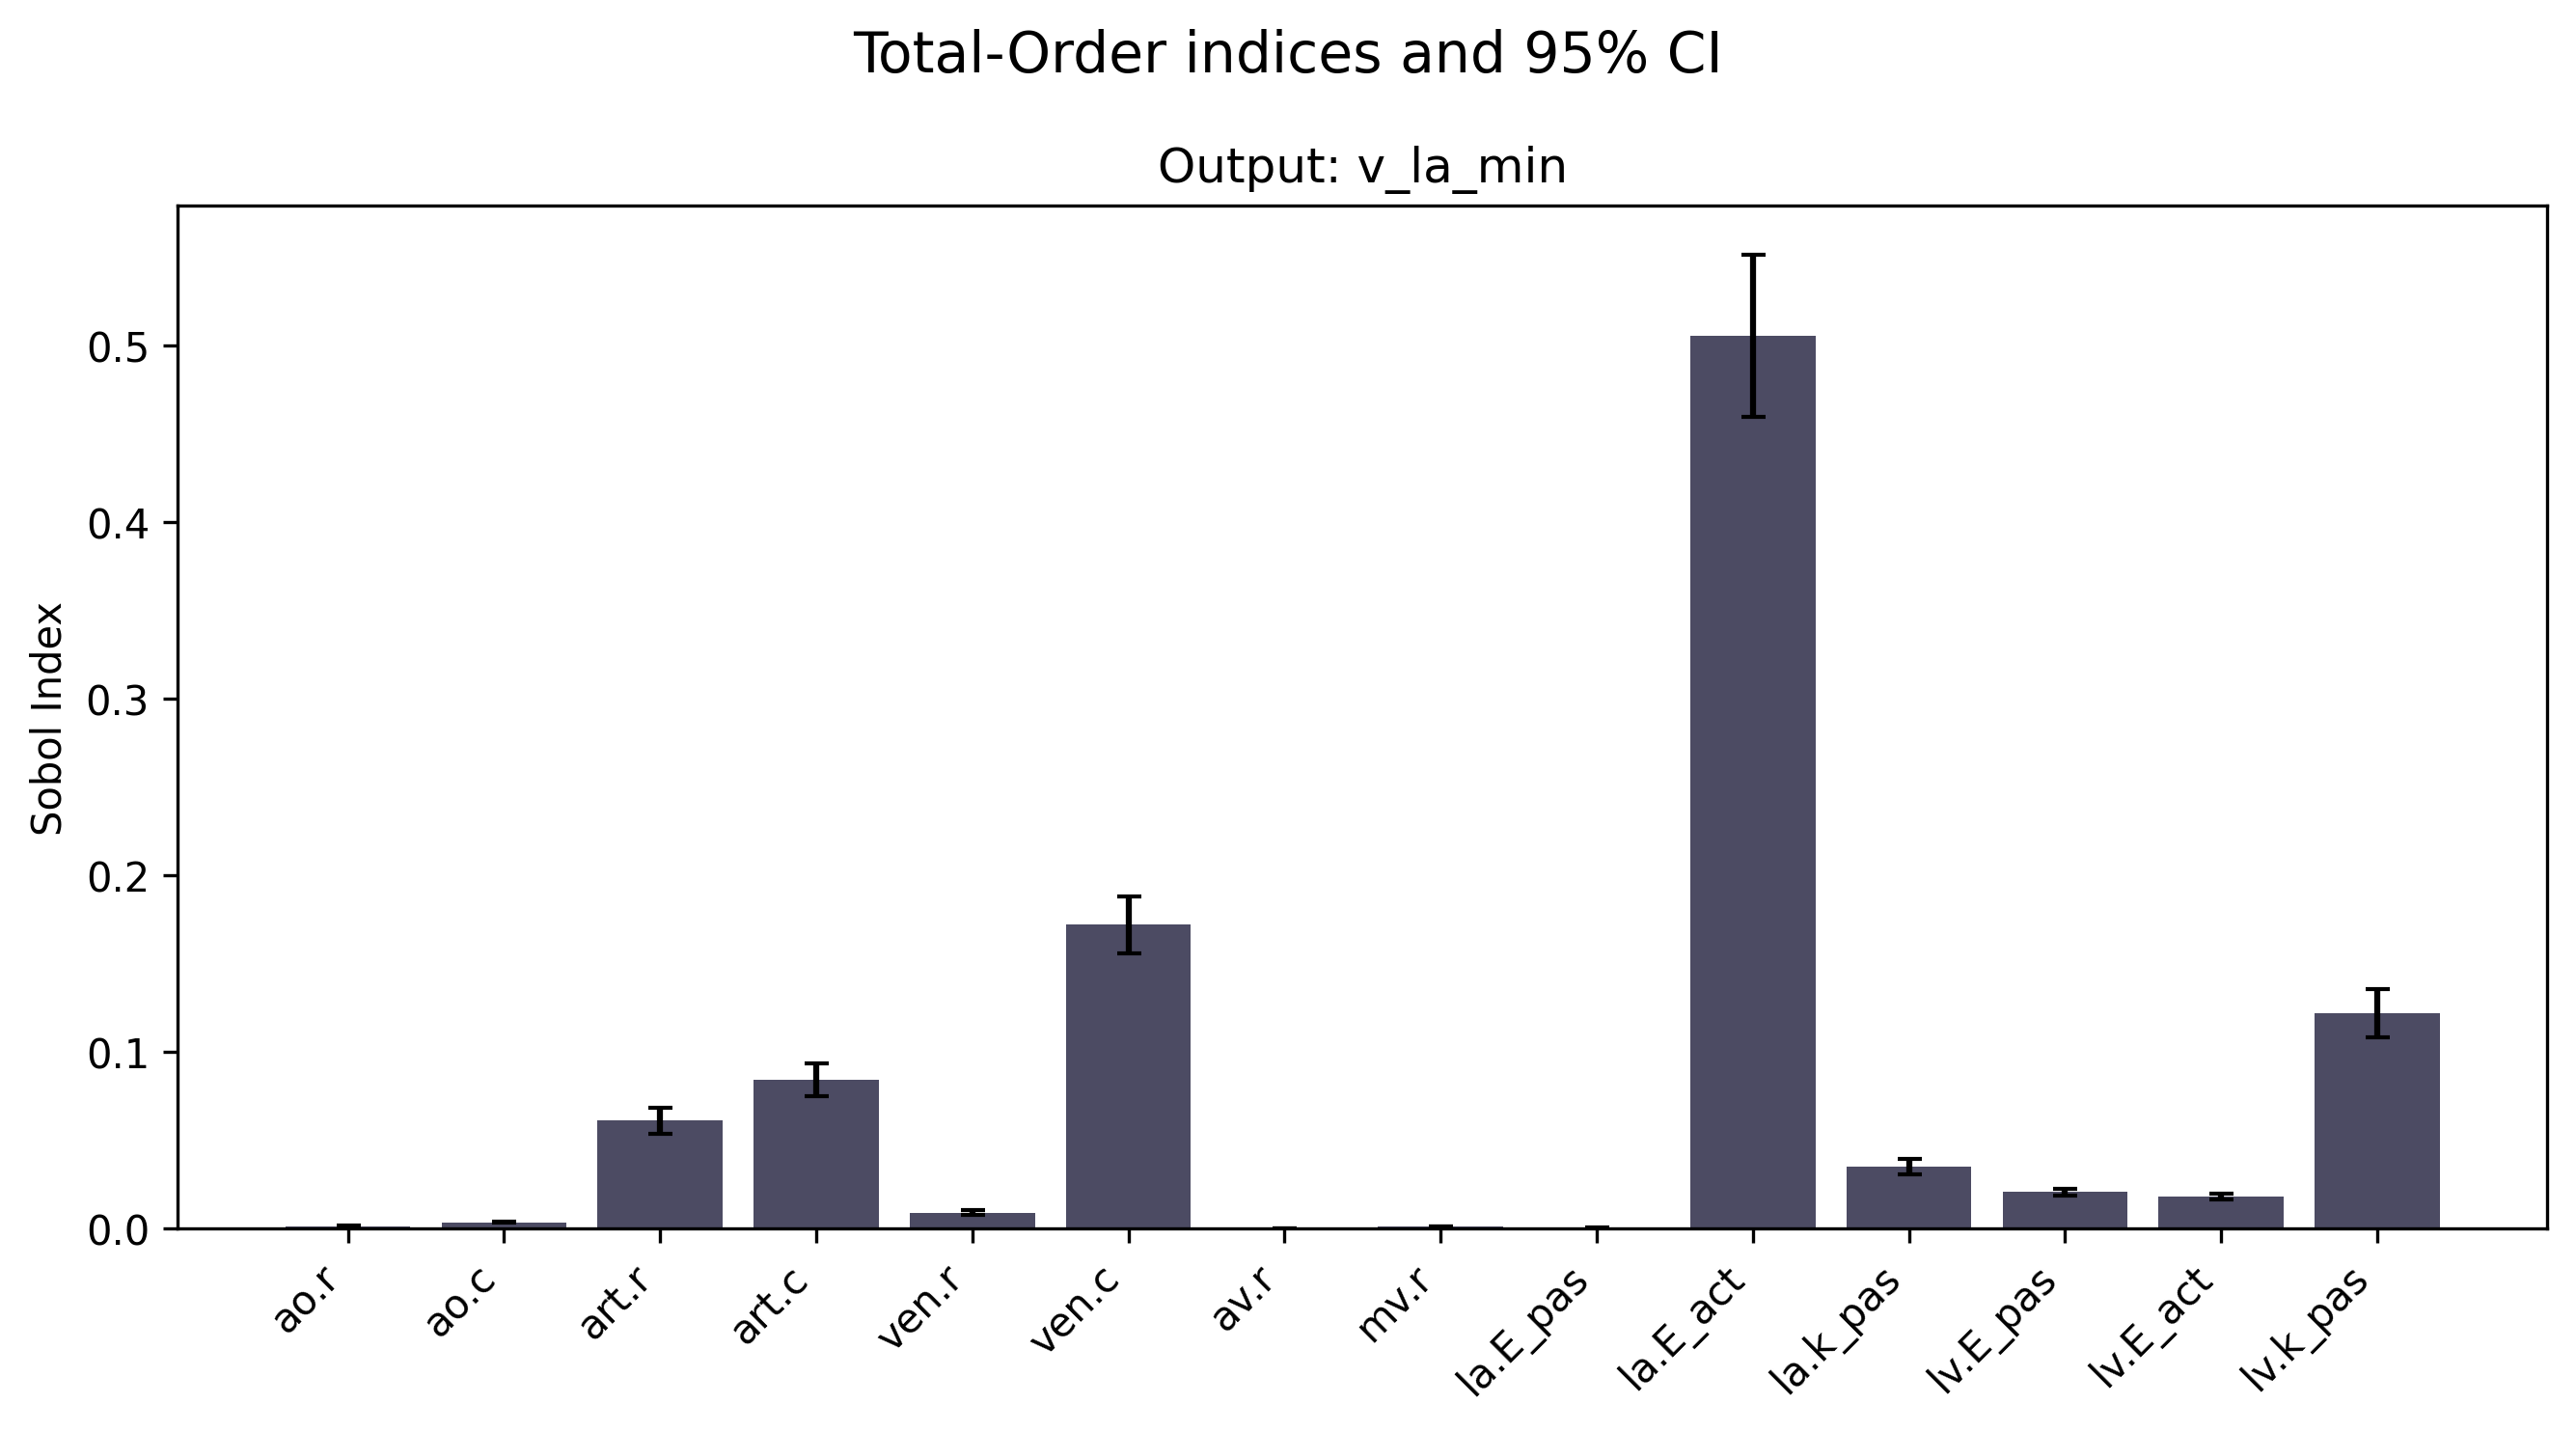 Total-Order indices and 95% CI
Output: v_la_min
Sobol Index
0.5
0.4
0.3
0.2
0.1
0.0
ao.r
ao.c
art.r
art.c
ven.r
ven.c
av.r
mv.r
la.E_pas
la.E_act
la.k_pas
lv.E_pas
lv.E_act
lv.k_pas